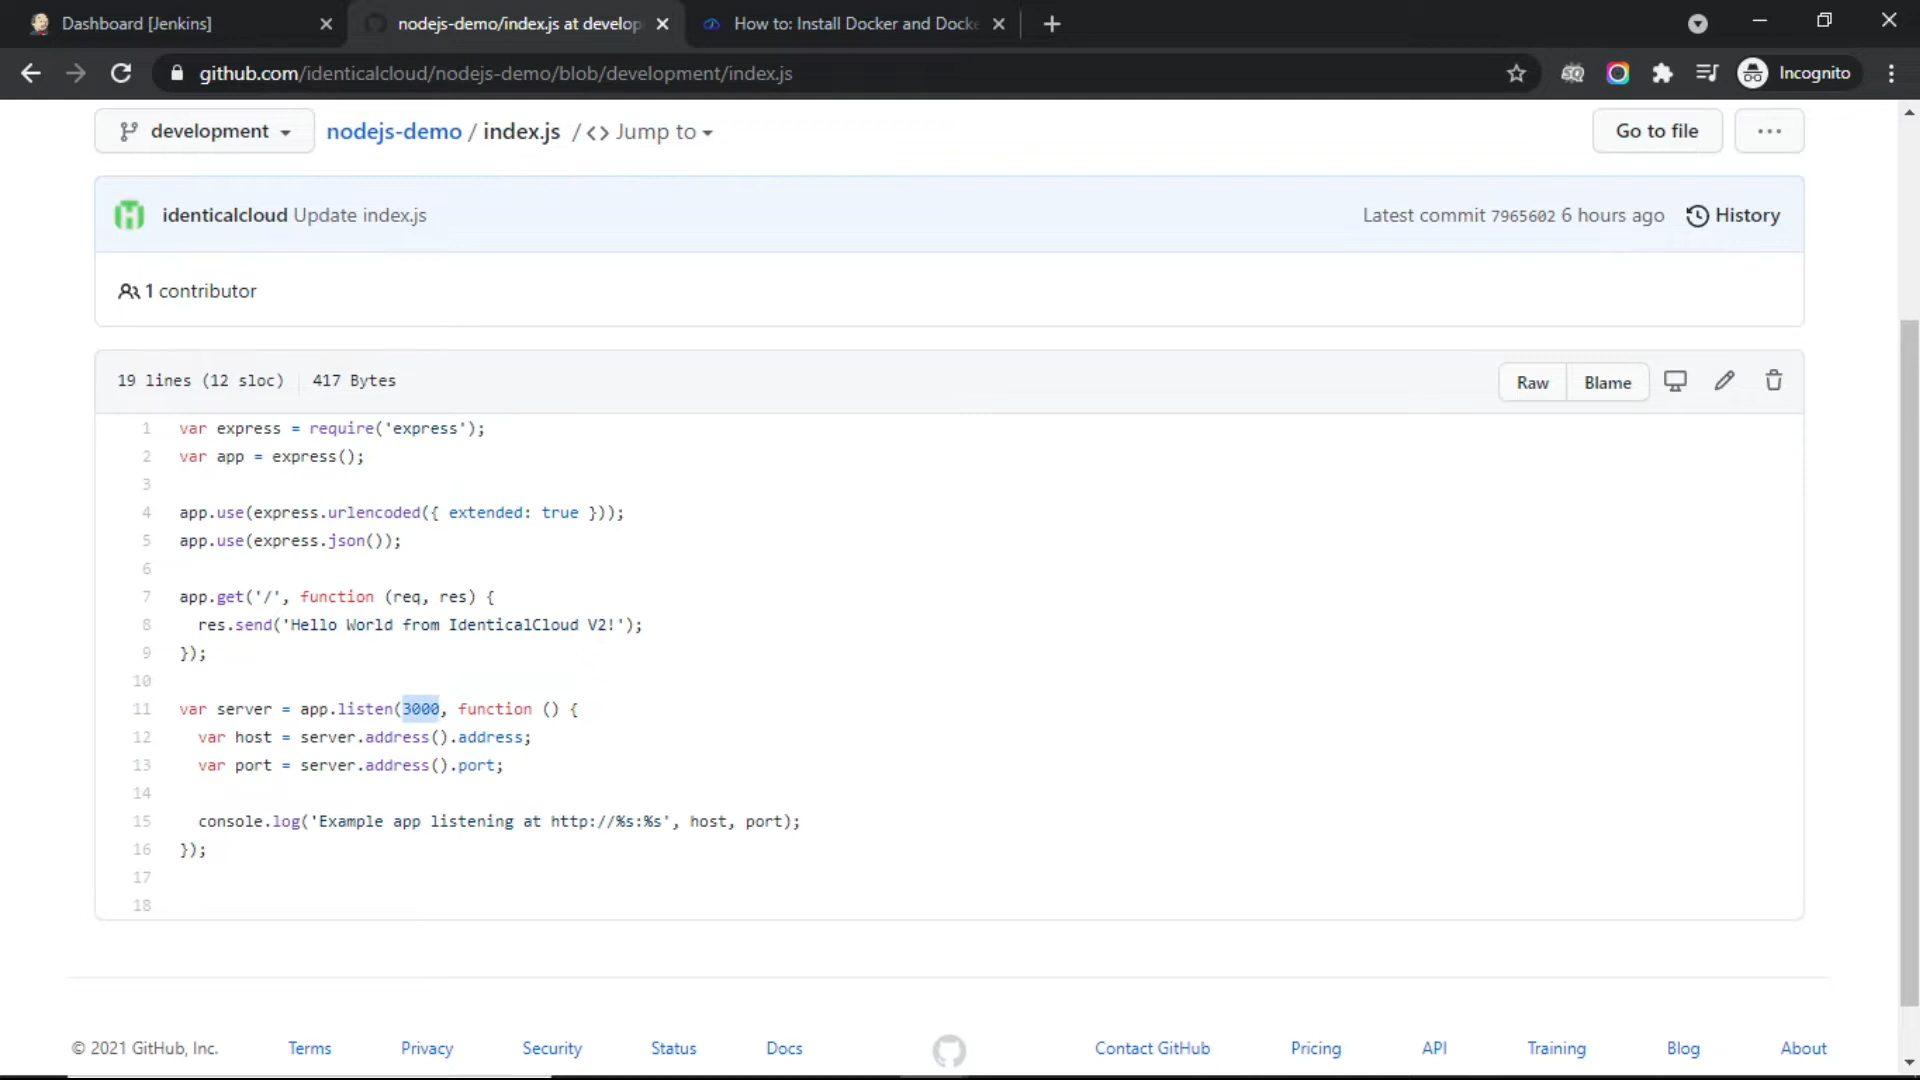 Dashboard [Jenkins]
nodejs-demo/index.js at develop
How to: Install Docker and Docke
github.com/identicalcloud/nodejs-demo/blob/development/index.js
Incognito
development
nodejs-demo / index.js / <> Jump to
Go to file
...
identicalcloud Update index.js
Latest commit 7965602 6 hours ago
History
1 contributor
19 lines (12 sloc) 417 Bytes
Raw
Blame
1 var express = require('express');
2 var app = express();
3
4 app.use(express.urlencoded({ extended: true }));
5 app.use(express.json());
6
7 app.get('/', function (req, res) {
8 res.send('Hello World from IdenticalCloud V2!');
9 });
10
11 var server = app.listen(3000, function () {
12 var host = server.address().address;
13 var port = server.address().port;
14
15 console.log('Example app listening at http://%s:%s', host, port);
16 });
17
18
© 2021 GitHub, Inc.
Terms
Privacy
Security
Status
Docs
Contact GitHub
Pricing
API
Training
Blog
About